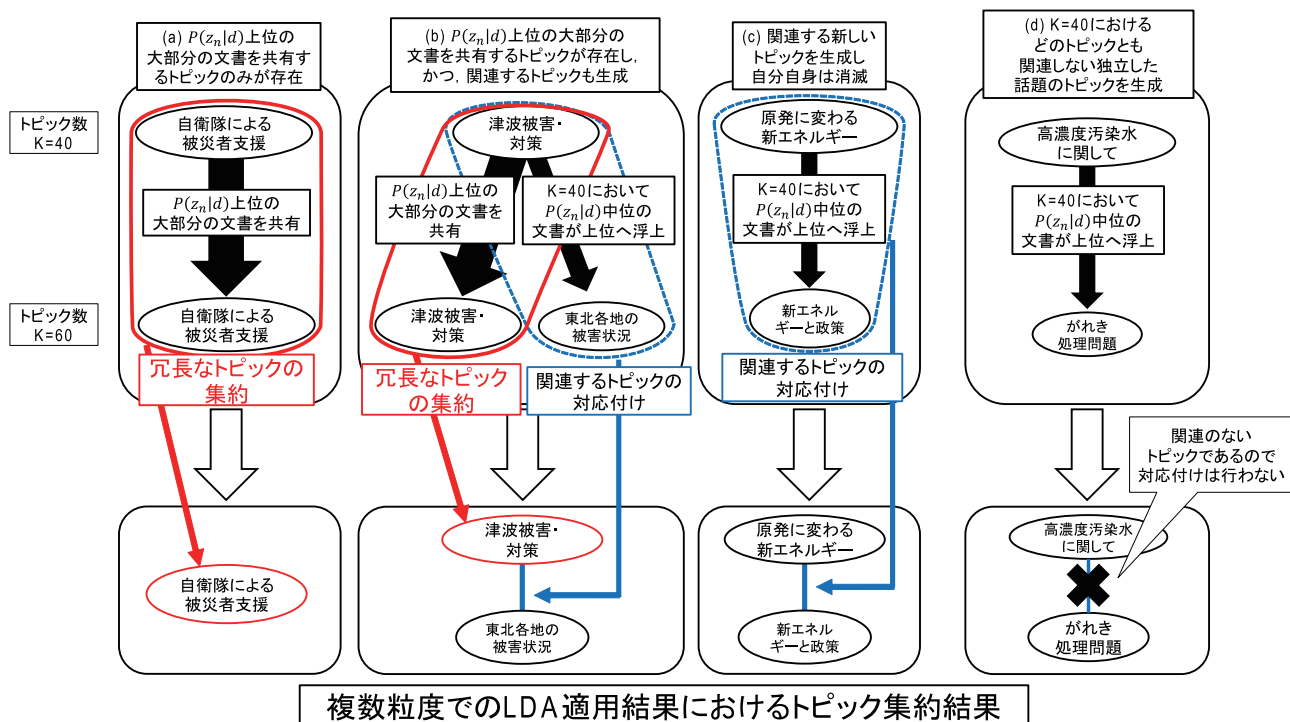 (a) P(z_n|d)上位の
大部分の文書を共有す
るトピックのみが存在
(b) P(z_n|d)上位の大部分の
文書を共有するトピックが存在し,
かつ, 関連するトピックも生成
(c) 関連する新しい
トピックを生成し
自分自身は消滅
(d) K=40における
どのトピックとも
関連しない独立した
話題のトピックを生成
トピック数
K=40
自衛隊による
被災者支援
津波被害・
対策
原発に変わる
新エネルギー
高濃度汚染水
に関して
P(z_n|d)上位の
大部分の文書を共有
P(z_n|d)上位の
大部分の文書を
共有
K=40において
P(z_n|d)中位の
文書が上位へ浮上
K=40において
P(z_n|d)中位の
文書が上位へ浮上
K=40において
P(z_n|d)中位の
文書が上位へ浮上
トピック数
K=60
自衛隊による
被災者支援
津波被害・
対策
東北各地の
被害状況
新エネル
ギーと政策
がれき
処理問題
冗長なトピックの
集約
冗長なトピック
の集約
関連するトピックの
対応付け
関連するトピックの
対応付け
関連のない
トピックであるので
対応付けは行わない
自衛隊による
被災者支援
津波被害・
対策
東北各地の
被害状況
原発に変わる
新エネルギー
新エネル
ギーと政策
高濃度汚染水
に関して
がれき
処理問題
複数粒度でのLDA適用結果におけるトピック集約結果